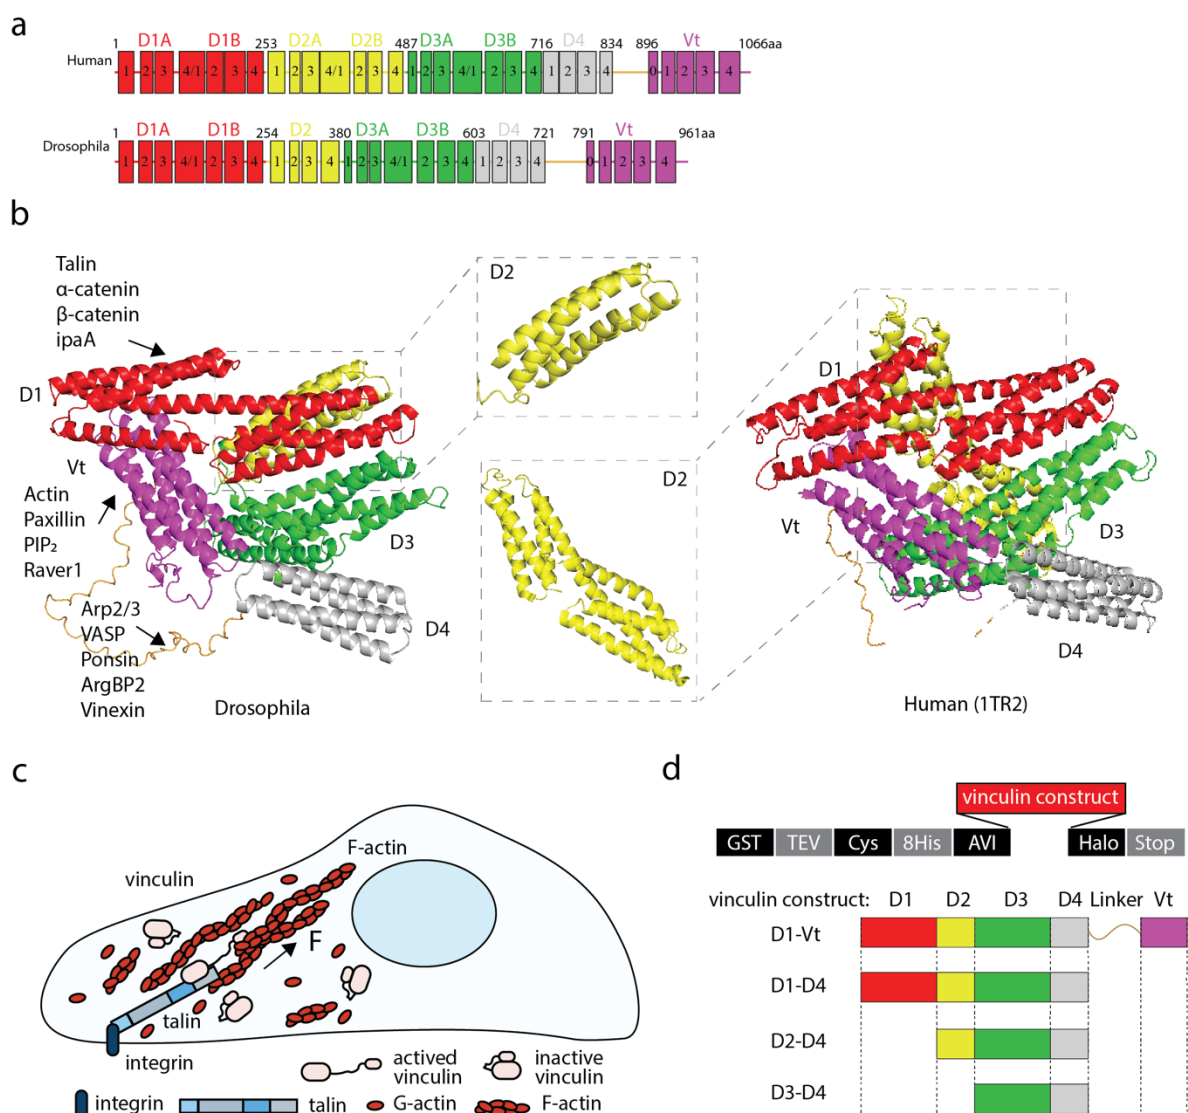 a
1 D1A D1B 253 D2A D2B 487 D3A D3B 716 D4 834 896 Vt 1066aa
Human 1 2 3 4/1 2 3 4 1 2 3 4/1 2 3 4 1 2 3 4/1 2 3 4 1 2 3 4 0 1 2 3 4
1 D1A D1B 254 D2 380 D3A D3B 603 D4 721 791 Vt 961aa
Drosophila 1 2 3 4/1 2 3 4 1 2 3 4 1 2 3 4/1 2 3 4 1 2 3 4 0 1 2 3 4
b
Talin
α-catenin
β-catenin
ipaA
D1
Vt
Actin
Paxillin
PIP₂
Raver1
Arp2/3
VASP
Ponsin
ArgBP2
Vinexin
D3
D4
Drosophila
D2
D2
D1
Vt
D3
D4
Human (1TR2)
c
vinculin
F-actin
F
talin
integrin
actived
vinculin
inactive
vinculin
integrin
talin
G-actin
F-actin
d
vinculin construct
GST TEV Cys 8His AVI Halo Stop
vinculin construct: D1 D2 D3 D4 Linker Vt
D1-Vt
D1-D4
D2-D4
D3-D4